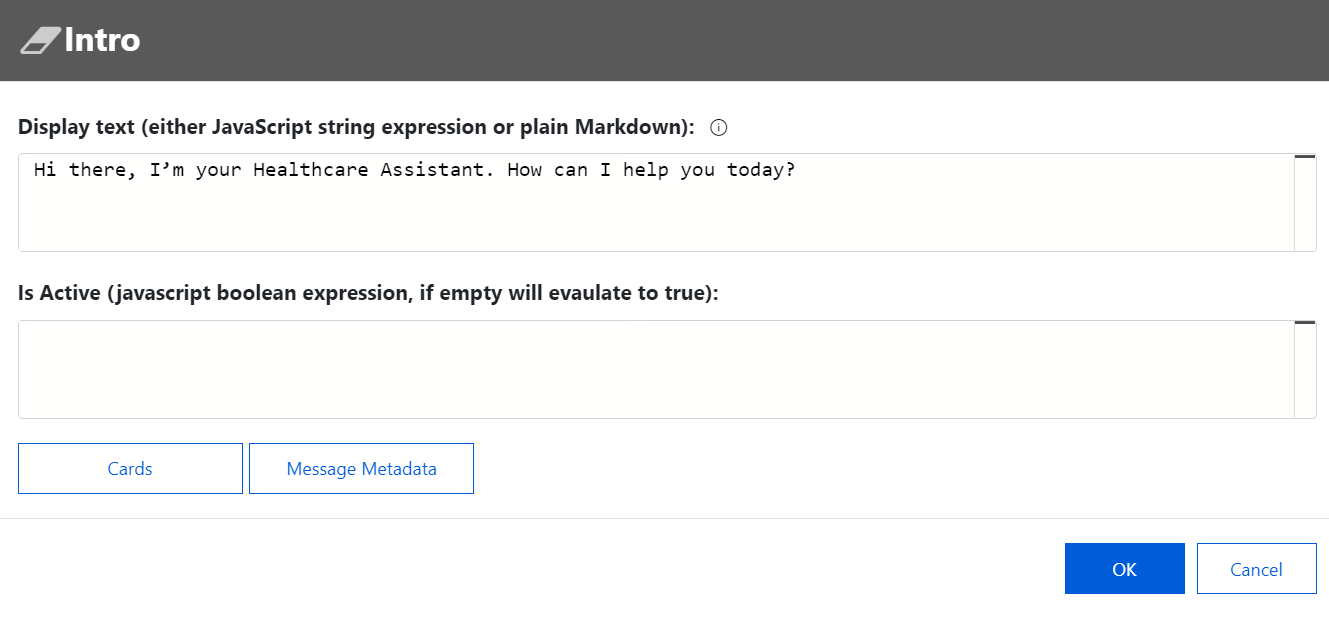 Intro
Display text (either JavaScript string expression or plain Markdown):
Hi there, I’m your Healthcare Assistant. How can I help you today?
Is Active (javascript boolean expression, if empty will evaulate to true):
Cards
Message Metadata
OK
Cancel